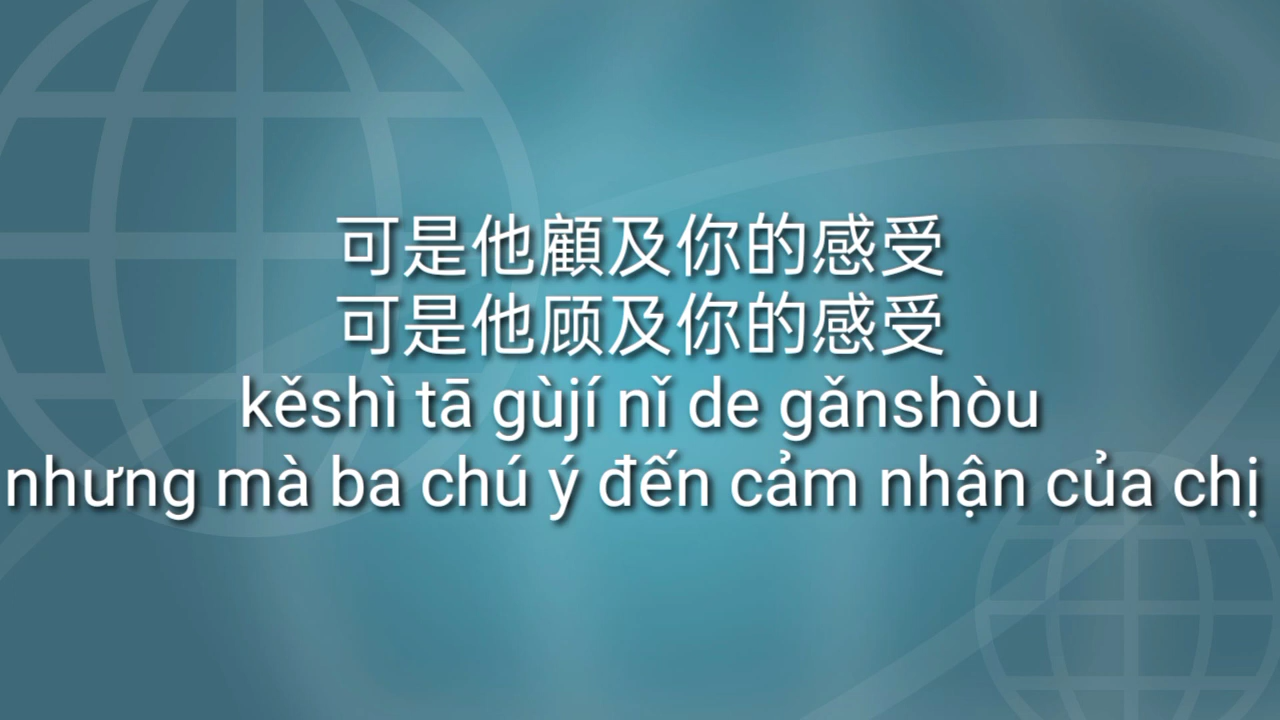 可是他顧及你的感受
可是他顾及你的感受
kěshì tā gùjí nǐ de gǎnshòu
nhưng mà ba chú ý đến cảm nhận của chị